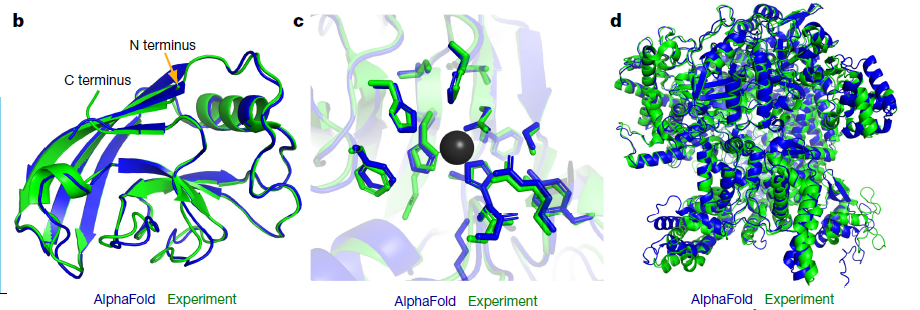 b
N terminus
C terminus
AlphaFold Experiment
c
AlphaFold Experiment
d
AlphaFold Experiment